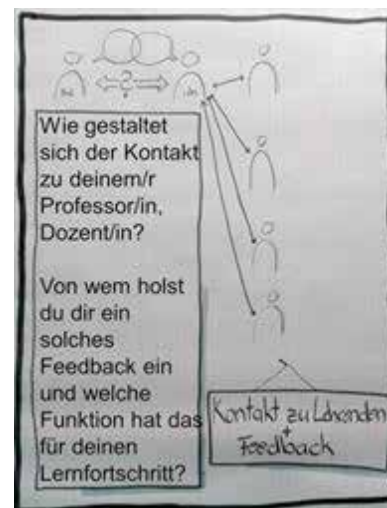 ?
Wie gestaltet
sich der Kontakt
zu deinem/r
Professor/in,
Dozent/in?
Von wem holst
du dir ein
solches
Feedback ein
und welche
Funktion hat das
für deinen
Lernfortschritt?
Kontakt zu Lehrenden
+
Feedback